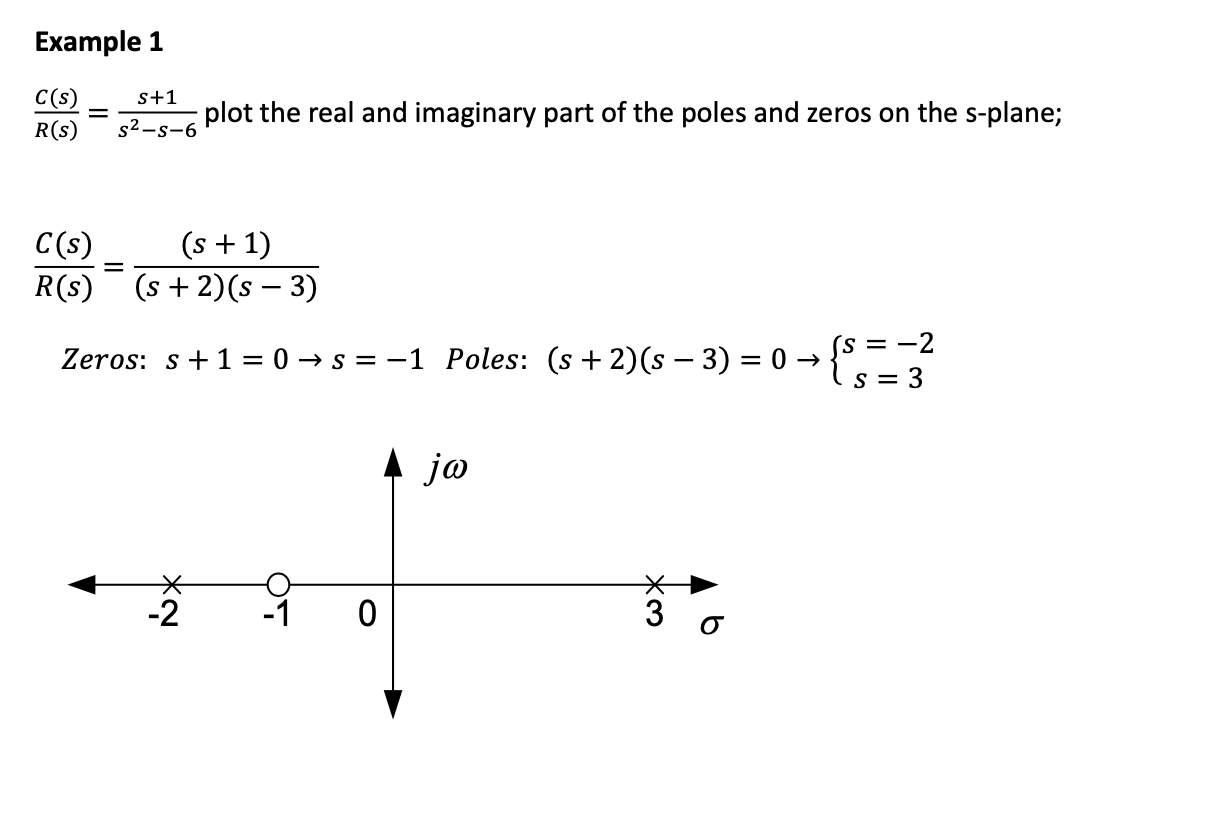 Example 1
C(s)/R(s) = s+1/s²−s−6 plot the real and imaginary part of the poles and zeros on the s-plane;
C(s)/R(s) = (s + 1)/(s + 2)(s − 3)
Zeros: s + 1 = 0 → s = −1 Poles: (s + 2)(s − 3) = 0 → {s = −2
s = 3
jω
-2 -1 0 3 σ